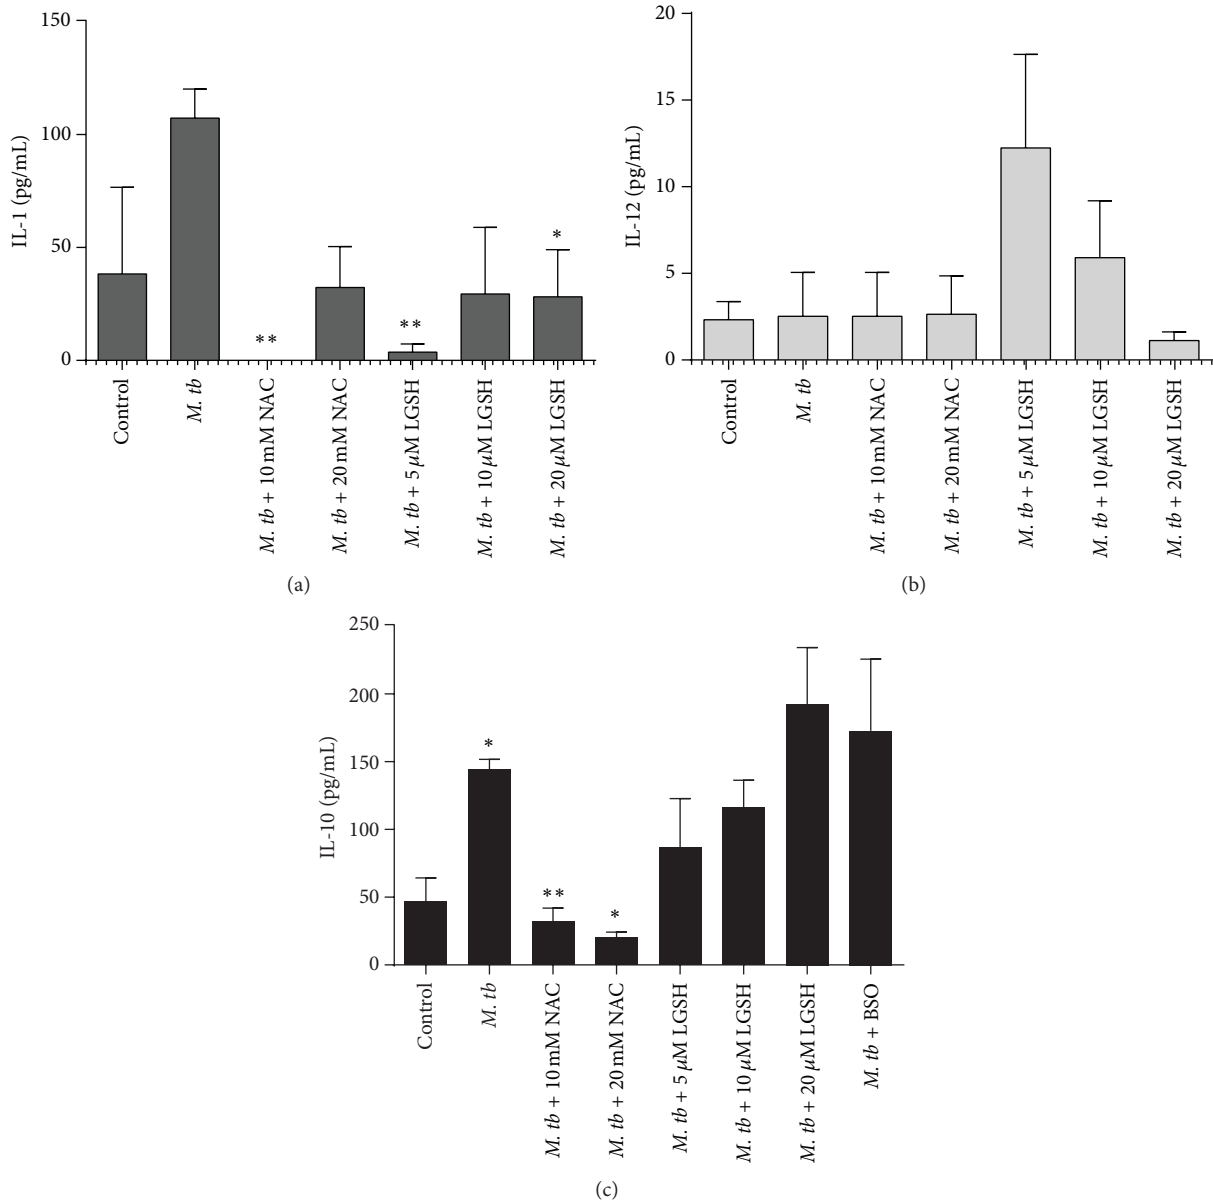 150
100
50
0
IL-1 (pg/mL)
**
**
*
Control
M. tb
M. tb + 10 mM NAC
M. tb + 20 mM NAC
M. tb + 5 μM LGSH
M. tb + 10 μM LGSH
M. tb + 20 μM LGSH
(a)
20
15
10
5
0
IL-12 (pg/mL)
Control
M. tb
M. tb + 10 mM NAC
M. tb + 20 mM NAC
M. tb + 5 μM LGSH
M. tb + 10 μM LGSH
M. tb + 20 μM LGSH
(b)
250
200
150
100
50
0
IL-10 (pg/mL)
*
**
*
Control
M. tb
M. tb + 10 mM NAC
M. tb + 20 mM NAC
M. tb + 5 μM LGSH
M. tb + 10 μM LGSH
M. tb + 20 μM LGSH
M. tb + BSO
(c)